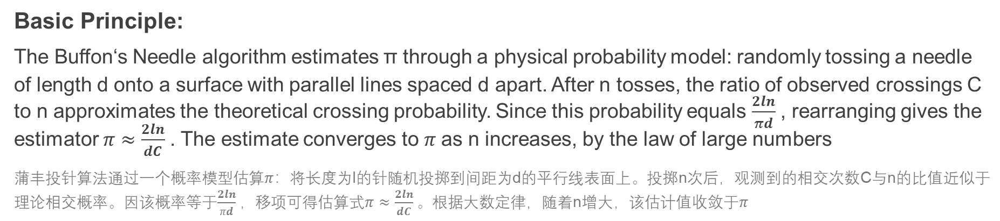 Basic Principle:
The Buffon‘s Needle algorithm estimates π through a physical probability model: randomly tossing a needle
of length d onto a surface with parallel lines spaced d apart. After n tosses, the ratio of observed crossings C
to n approximates the theoretical crossing probability. Since this probability equals $\frac{2ln}{\pi d}$ , rearranging gives the
estimator $\pi \approx \frac{2ln}{dC}$ . The estimate converges to π as n increases, by the law of large numbers
蒲丰投针算法通过一个概率模型估算π：将长度为l的针随机投掷到间距为d的平行线表面上。投掷n次后，观测到的相交次数C与n的比值近似于
理论相交概率。因该概率等于$\frac{2ln}{\pi d}$，移项可得估算式$\pi \approx \frac{2ln}{dC}$。根据大数定律，随着n增大，该估计值收敛于π